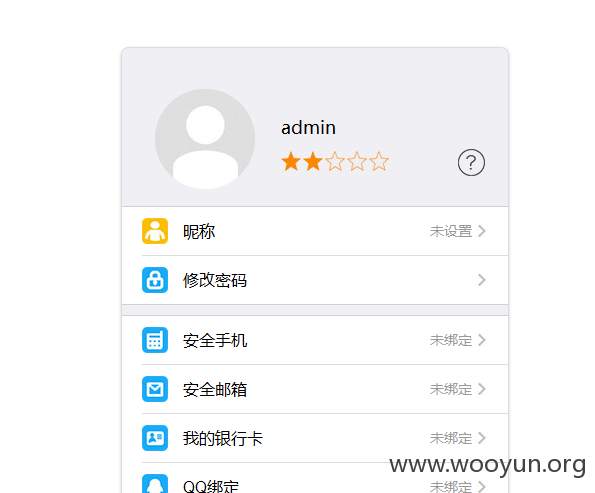 admin
?
昵称 未设置
修改密码
安全手机 未绑定
安全邮箱 未绑定
我的银行卡 未绑定
www.wooyun.org
QQ绑定 未绑定